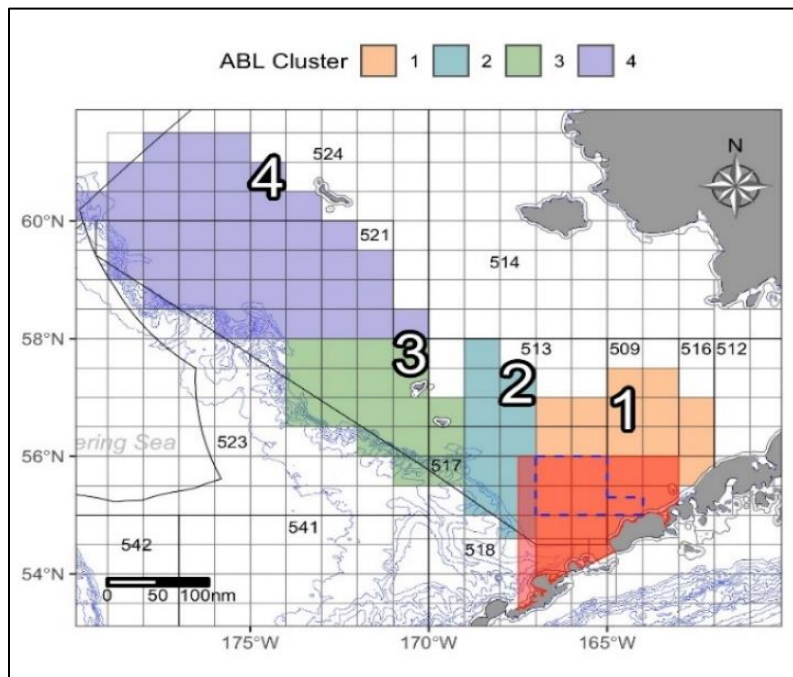 ABL Cluster 1 2 3 4
N
524
4
60°N
521
514
58°N
3
513 509 516 512
2
1
ering Sea
56°N
523
517
541
518
542
54°N
0 50 100nm
175°W 170°W 165°W